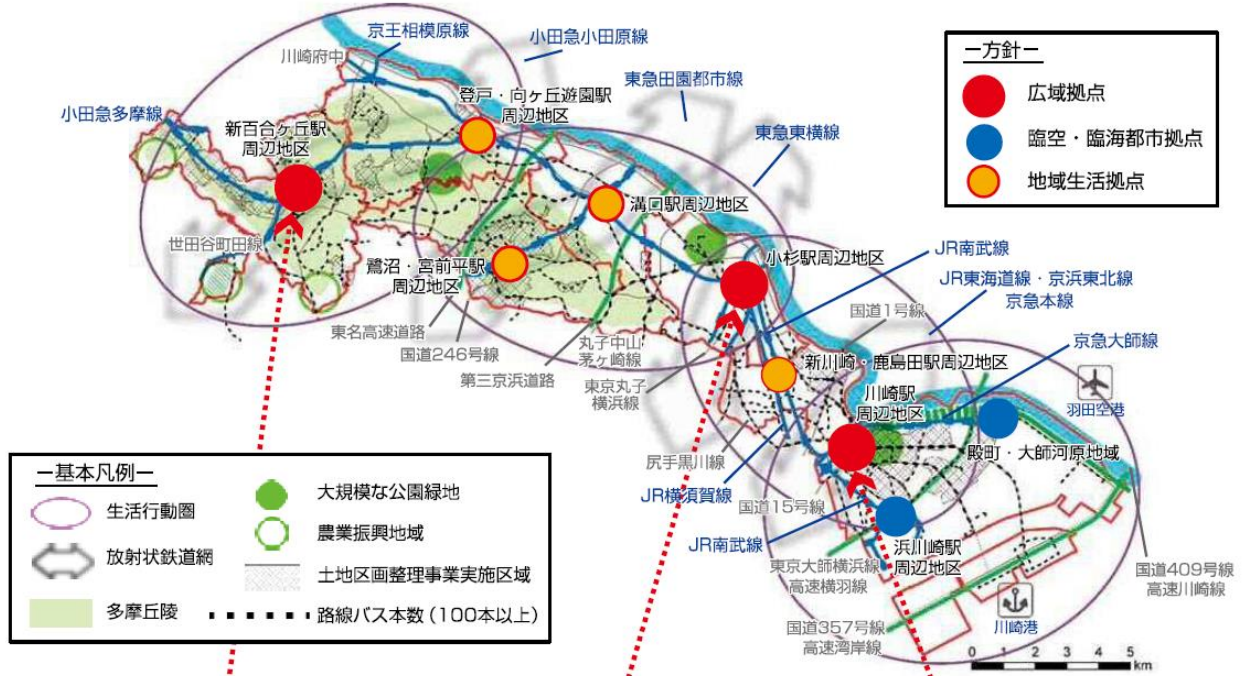 京王相模原線
小田急小田原線
川崎府中
東急田園都市線
小田急多摩線
登戸・向ヶ丘遊園駅
周辺地区
新百合ヶ丘駅
周辺地区
東急東横線
溝口駅周辺地区
世田谷町田線
鷺沼・宮前平駅
周辺地区
小杉駅周辺地区
JR南武線
JR東海道線・京浜東北線
京急本線
東名高速道路
国道246号線
第三京浜道路
丸子中山
茅ヶ崎線
東京丸子
横浜線
国道1号線
京急大師線
新川崎・鹿島田駅周辺地区
川崎駅
周辺地区
羽田空港
殿町・大師河原地域
尻手黒川線
JR横須賀線
国道15号線
JR南武線
浜川崎駅
周辺地区
東京大師横浜線
高速横羽線
国道409号線
高速川崎線
川崎港
国道357号線
高速湾岸線
0 1 2 3 4 5
km
ー方針ー
広域拠点
臨空・臨海都市拠点
地域生活拠点
ー基本凡例ー
生活行動圏
放射状鉄道網
多摩丘陵
大規模な公園緑地
農業振興地域
土地区画整理事業実施区域
路線バス本数(100本以上)